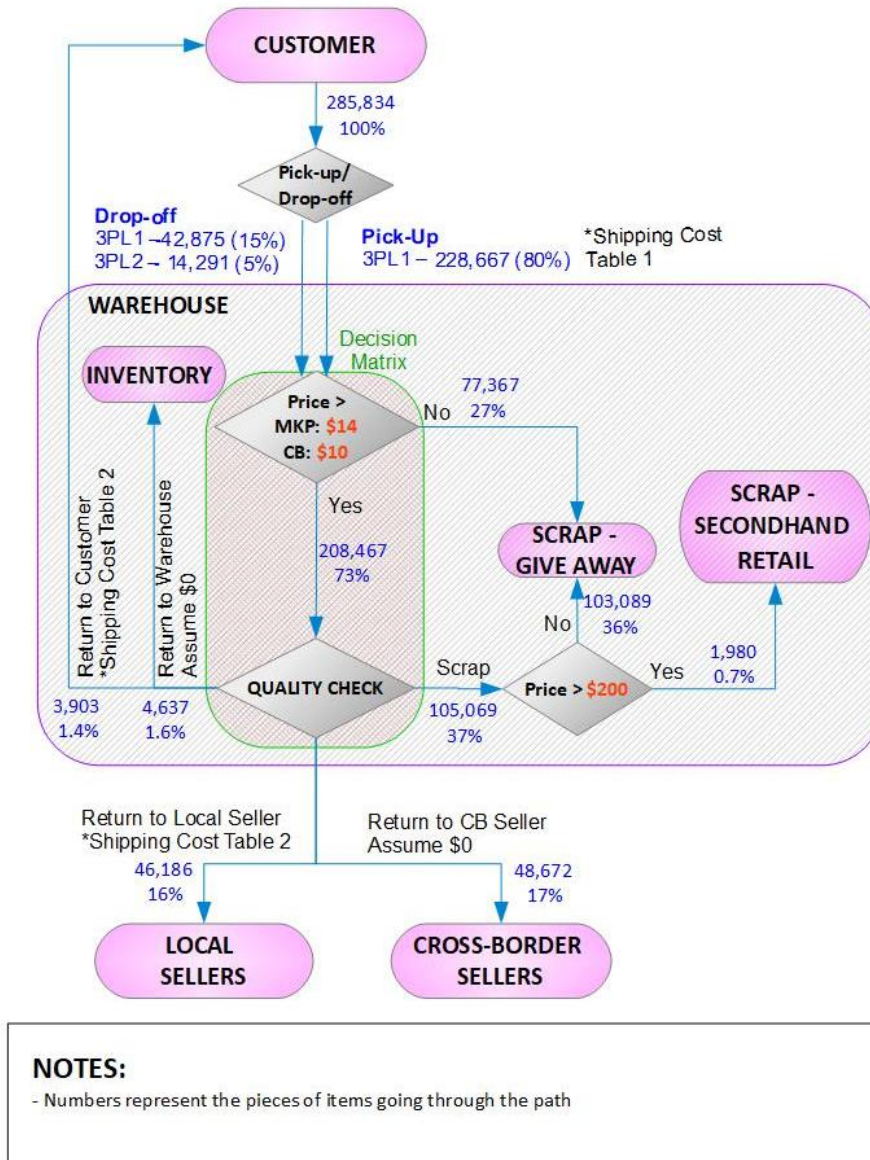 CUSTOMER
285,834
100%
Pick-up/
Drop-off
Drop-off
3PL1 –42,875 (15%)
3PL2 – 14,291 (5%)
Pick-Up
3PL1 – 228,667 (80%)
*Shipping Cost
Table 1
WAREHOUSE
Decision
Matrix
INVENTORY
Price >
MKP: $14
CB: $10
No
77,367
27%
Yes
208,467
73%
SCRAP -
GIVE AWAY
SCRAP -
SECONDHAND
RETAIL
Return to Customer
*Shipping Cost Table 2
Return to Warehouse
Assume $0
103,089
36%
No
QUALITY CHECK
Scrap
105,069
37%
Price > $200
Yes
1,980
0.7%
3,903
1.4%
4,637
1.6%
Return to Local Seller
*Shipping Cost Table 2
Return to CB Seller
Assume $0
46,186
16%
48,672
17%
LOCAL
SELLERS
CROSS-BORDER
SELLERS
NOTES:
- Numbers represent the pieces of items going through the path